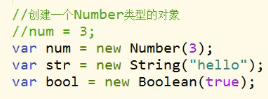 //创建一个Number类型的对象
//num = 3;
var num = new Number(3);
var str = new String("hello");
var bool = new Boolean(true);